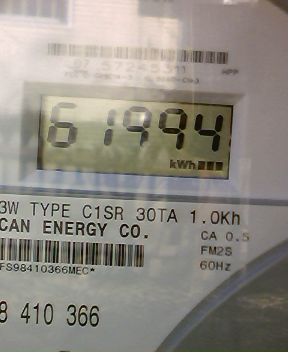 61994
kWh
3W TYPE C1SR 30TA 1.0Kh
CAN ENERGY CO.
CA 0.5
FM2S
60Hz
FS98410366MEC*
8 410 366